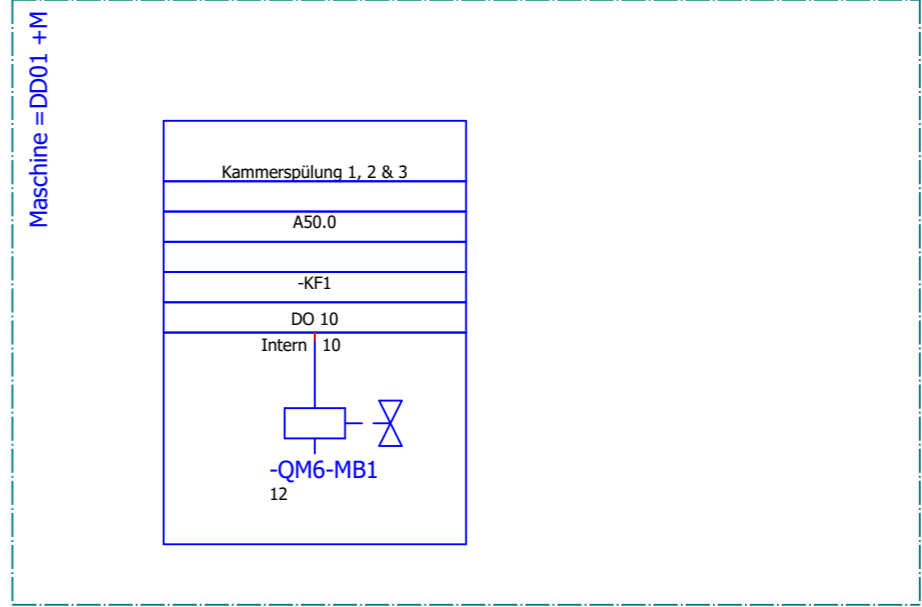 Maschine =DD01 +M
Kammerspülung 1, 2 & 3
A50.0
-KF1
DO 10
Intern 10
-QM6-MB1
12